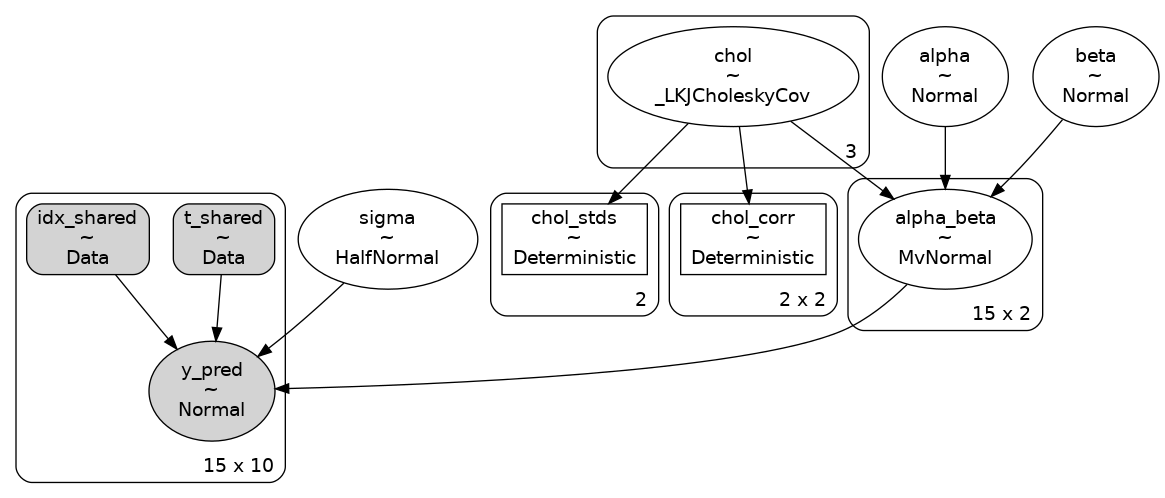 chol
~
_LKJCholeskyCov
3
alpha
~
Normal
beta
~
Normal
idx_shared
~
Data
t_shared
~
Data
sigma
~
HalfNormal
chol_stds
~
Deterministic
2
chol_corr
~
Deterministic
2 x 2
alpha_beta
~
MvNormal
15 x 2
y_pred
~
Normal
15 x 10